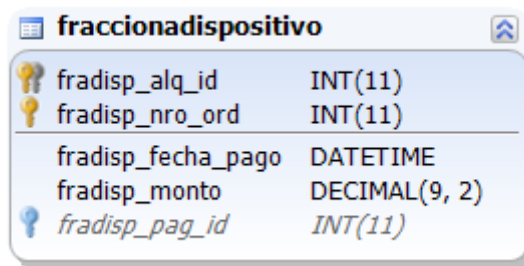 fraccionadispositivo
fradisp_alq_id INT(11)
fradisp_nro_ord INT(11)
fradisp_fecha_pago DATETIME
fradisp_monto DECIMAL(9, 2)
fradisp_pag_id INT(11)